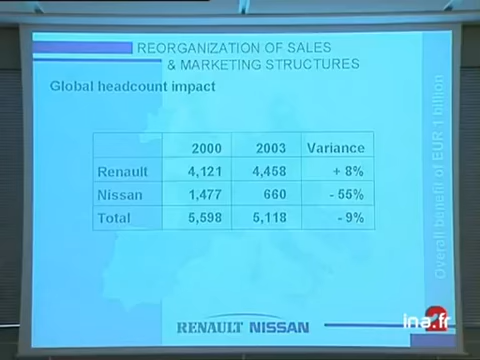 REORGANIZATION OF SALES
& MARKETING STRUCTURES
Global headcount impact
2000 2003 Variance
Renault 4,121 4,458 + 8%
Nissan 1,477 660 - 55%
Total 5,598 5,118 - 9%
Overall benefit of EUR 1 billion
RENAULT NISSAN
ina.fr
2